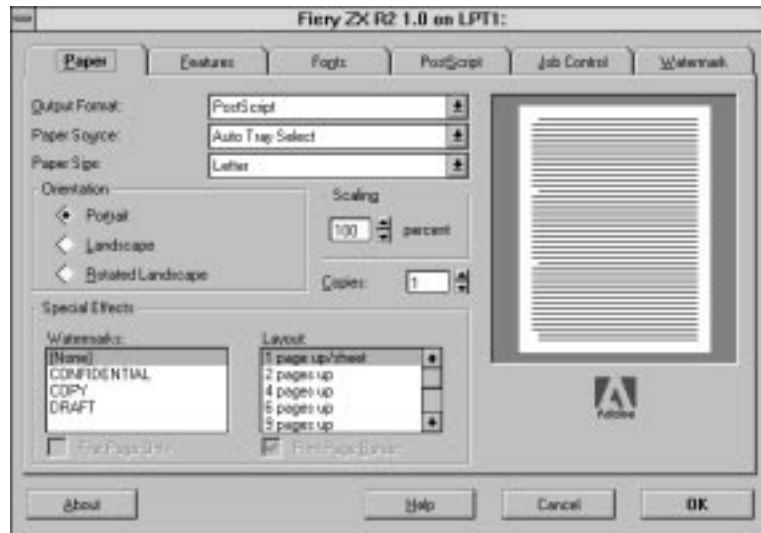 Fiery ZX R2 1.0 on LPT1:
Paper Features Fonts PostScript Job Control Watermark
Output Format: PostScript
Paper Source: Auto Tray Select
Paper Size: Letter
Orientation
Portrait
Landscape
Rotated Landscape
Scaling
100 percent
Copies: 1
Special Effects
Watermarks:
[None]
CONFIDENTIAL
COPY
DRAFT
First Page Only
Layout
1 page up/sheet
2 pages up
4 pages up
6 pages up
9 pages up
Print Page Border
Adobe
About Help Cancel OK